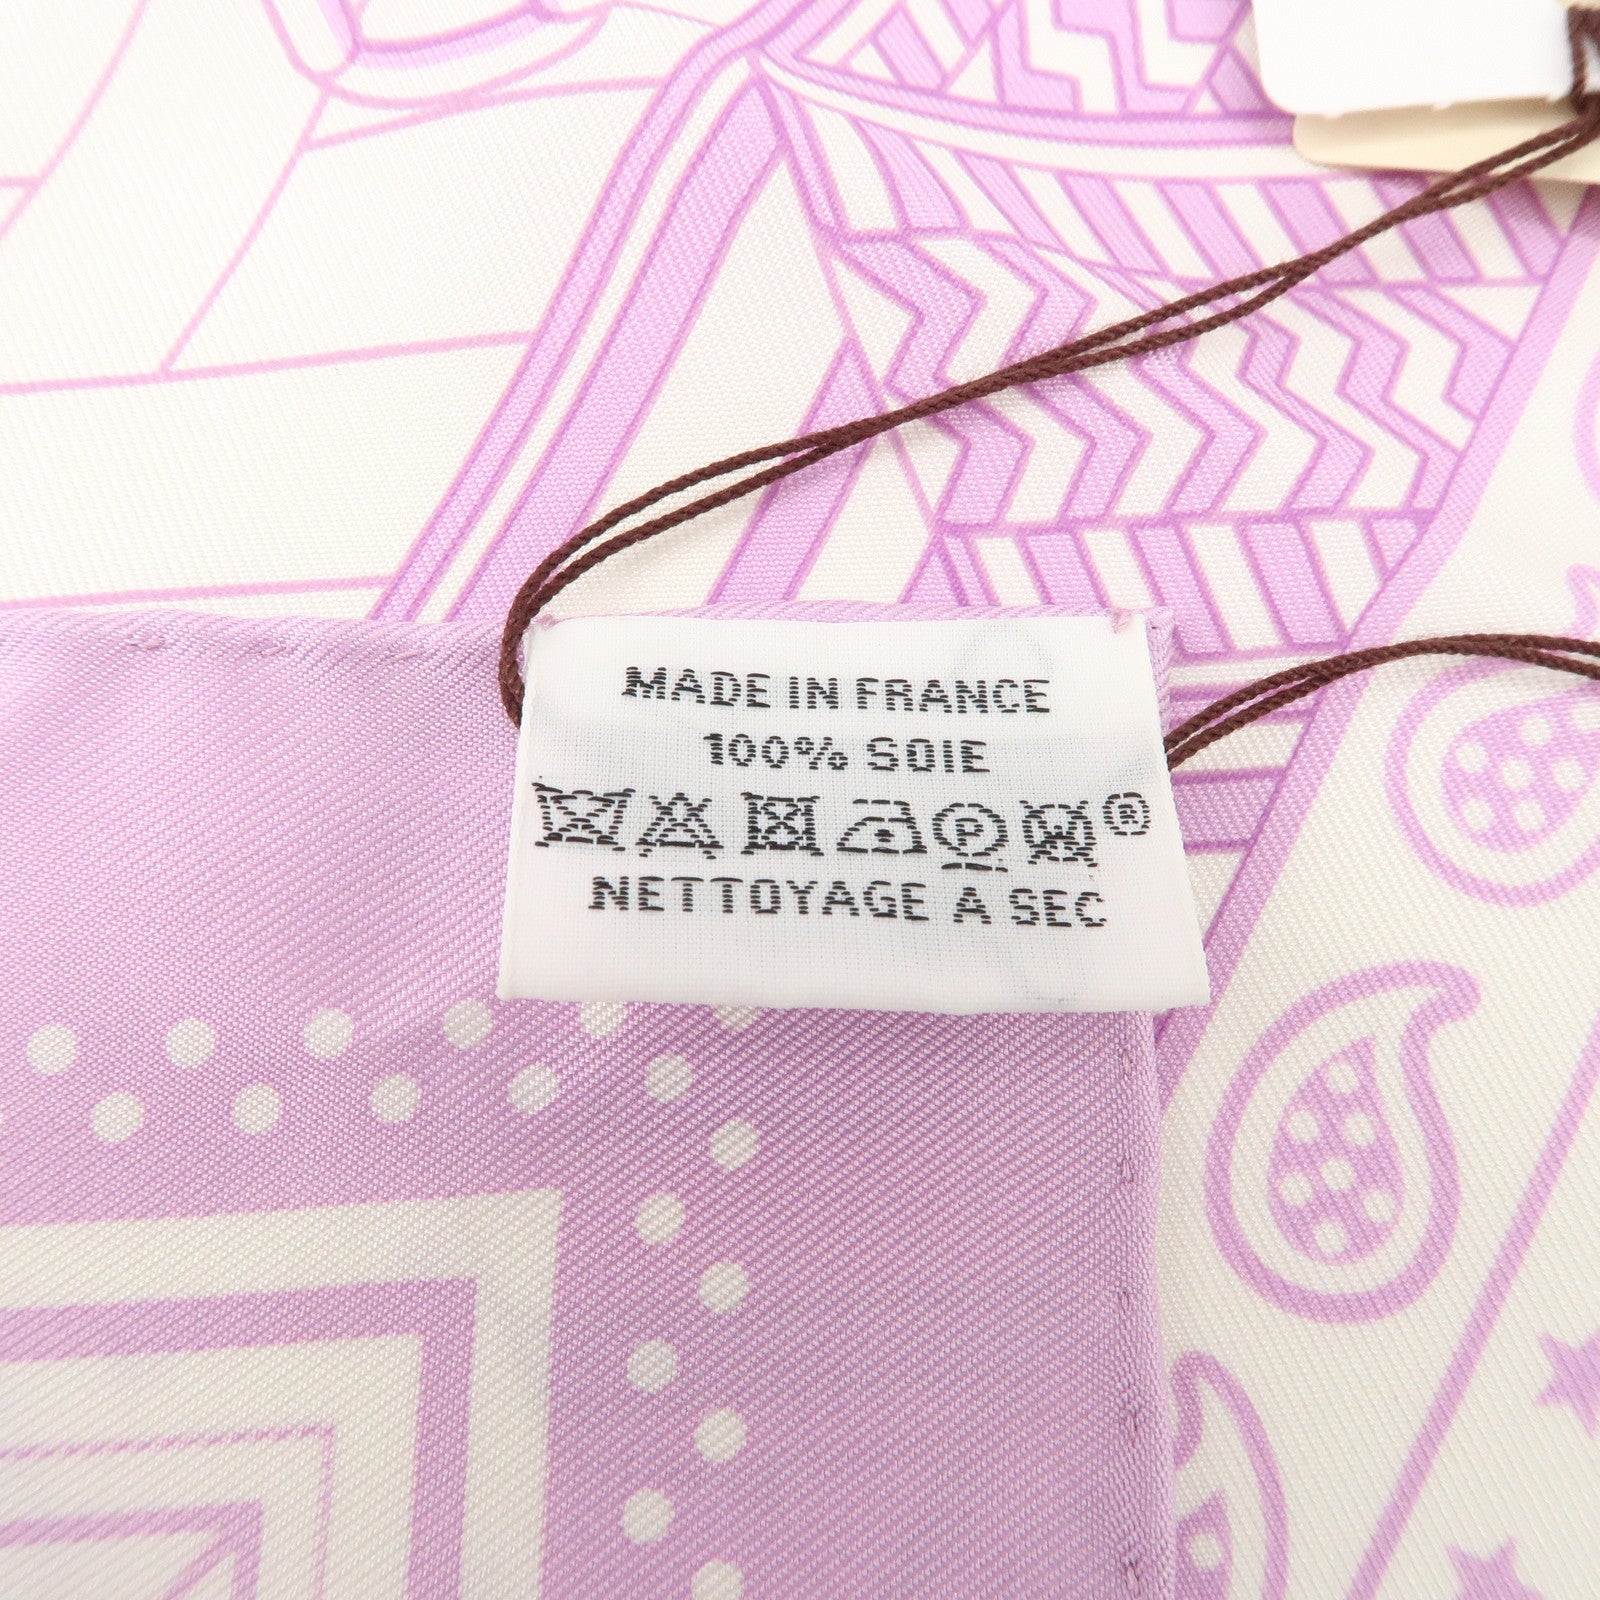 MADE IN FRANCE
100% SOIE
P W ®
NETTOYAGE A SEC